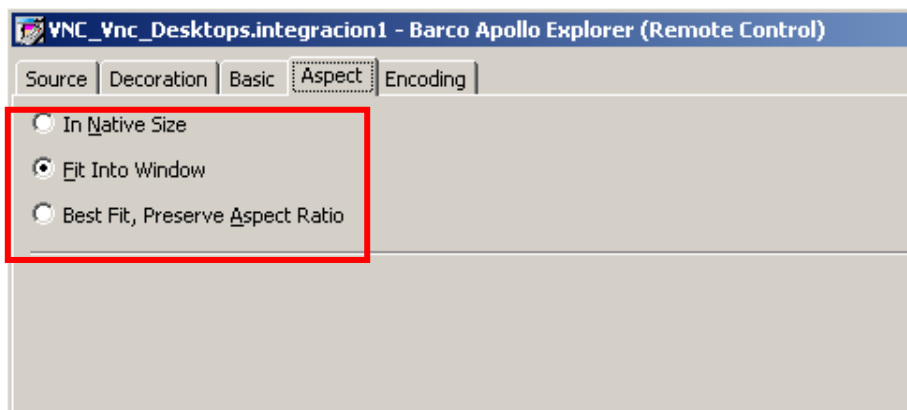 VNC_Vnc_Desktops.integracion1 - Barco Apollo Explorer (Remote Control)
Source Decoration Basic Aspect Encoding
In Native Size
Fit Into Window
Best Fit, Preserve Aspect Ratio